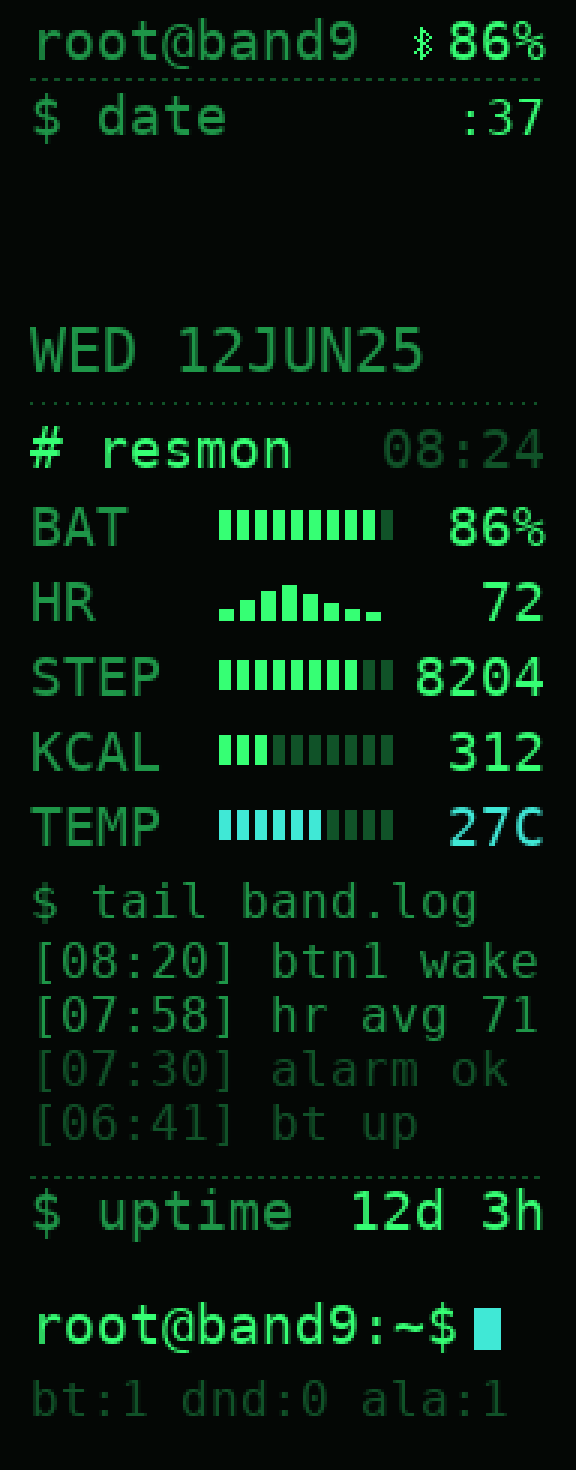 root@band9 86%
$ date :37
WED 12JUN25
# resmon 08:24
BAT 86%
HR 72
STEP 8204
KCAL 312
TEMP 27C
$ tail band.log
[08:20] btn1 wake
[07:58] hr avg 71
[07:30] alarm ok
[06:41] bt up
$ uptime 12d 3h
root@band9:~$
bt:1 dnd:0 ala:1